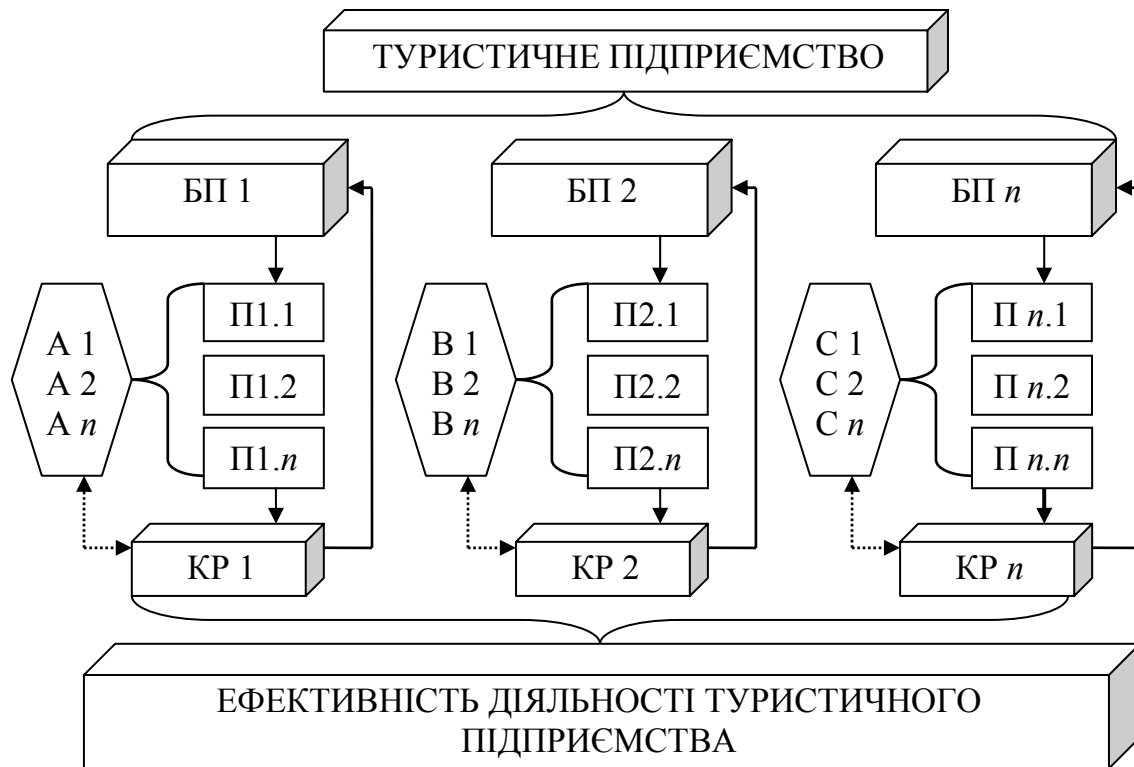 ТУРИСТИЧНЕ ПІДПРИЄМСТВО
БП 1
БП 2
БП n
А 1
А 2
А n
П1.1
П1.2
П1.n
В 1
В 2
В n
П2.1
П2.2
П2.n
С 1
С 2
С n
П n.1
П n.2
П n.n
КР 1
КР 2
КР n
ЕФЕКТИВНІСТЬ ДІЯЛЬНОСТІ ТУРИСТИЧНОГО
ПІДПРИЄМСТВА